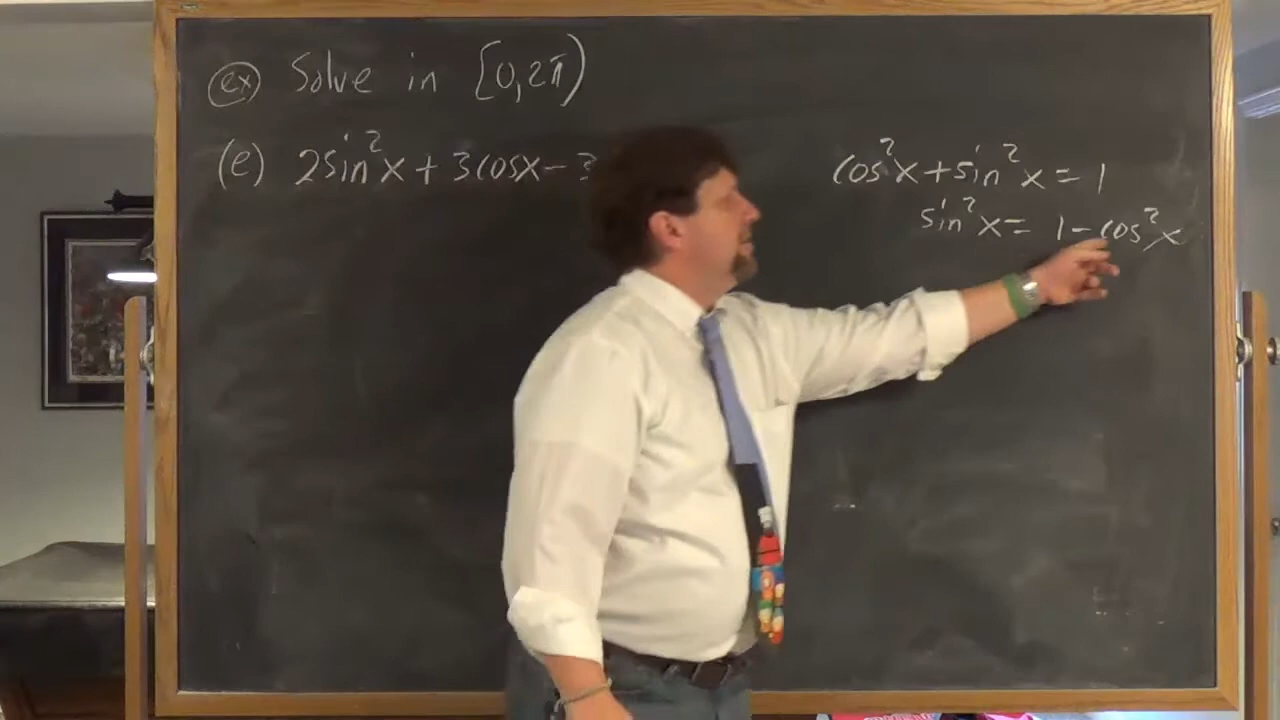 (ex) Solve in [0,2π)
(e) 2sin²x + 3cosx - 3
cos²x + sin²x = 1
sin²x = 1 - cos²x